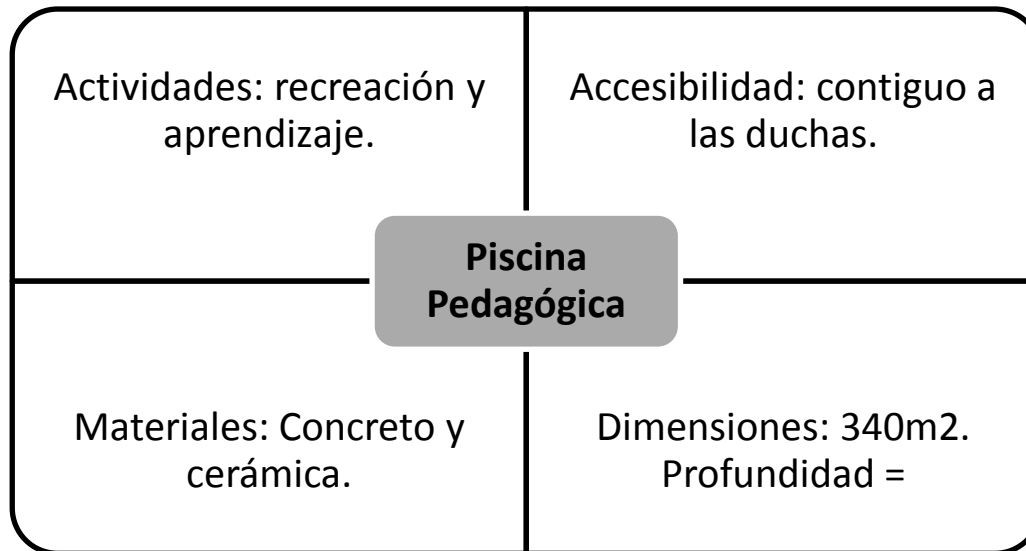 Actividades: recreación y
aprendizaje.
Accesibilidad: contiguo a
las duchas.
Piscina
Pedagógica
Materiales: Concreto y
cerámica.
Dimensiones: 340m2.
Profundidad =